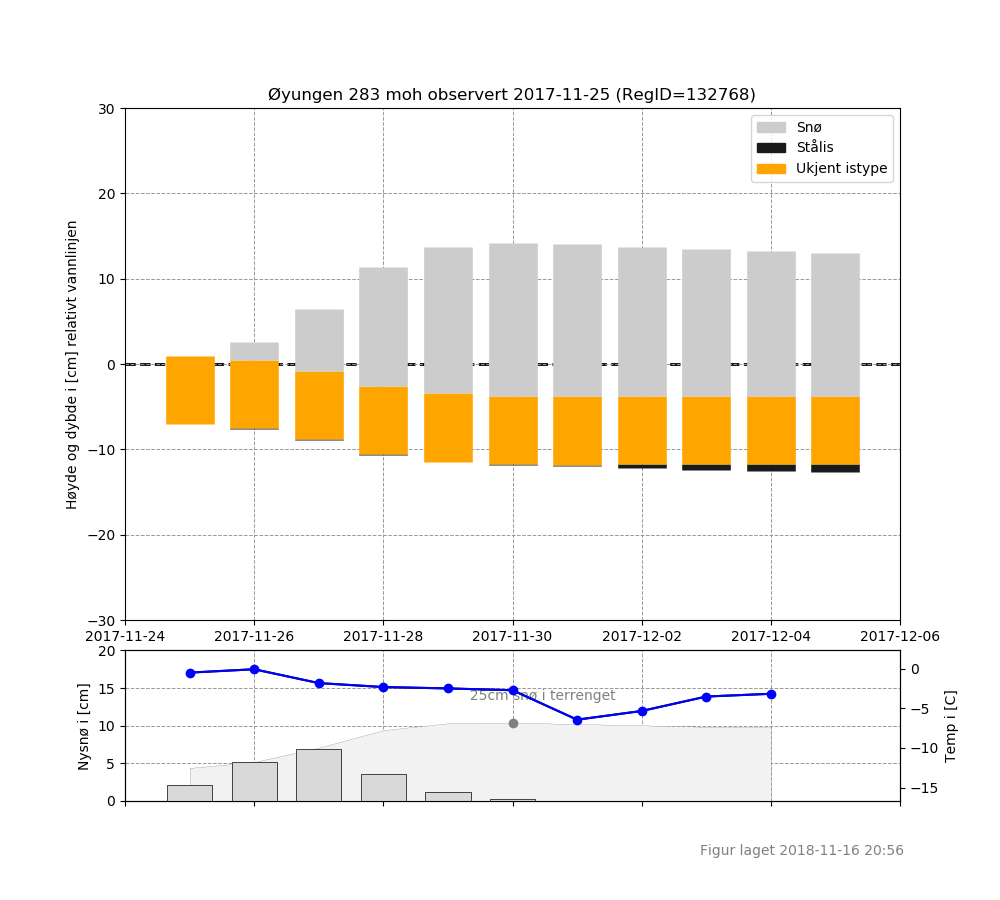 Øyungen 283 moh observert 2017-11-25 (RegID=132768)
30
20
10
0
−10
−20
−30
Høyde og dybde i [cm] relativt vannlinjen
Snø
Stålis
Ukjent istype
2017-11-24 2017-11-26 2017-11-28 2017-11-30 2017-12-02 2017-12-04 2017-12-06
20
15
10
5
0
Nysnø i [cm]
25cm snø i terrenget
0
−5
−10
−15
Temp i [C]
Figur laget 2018-11-16 20:56